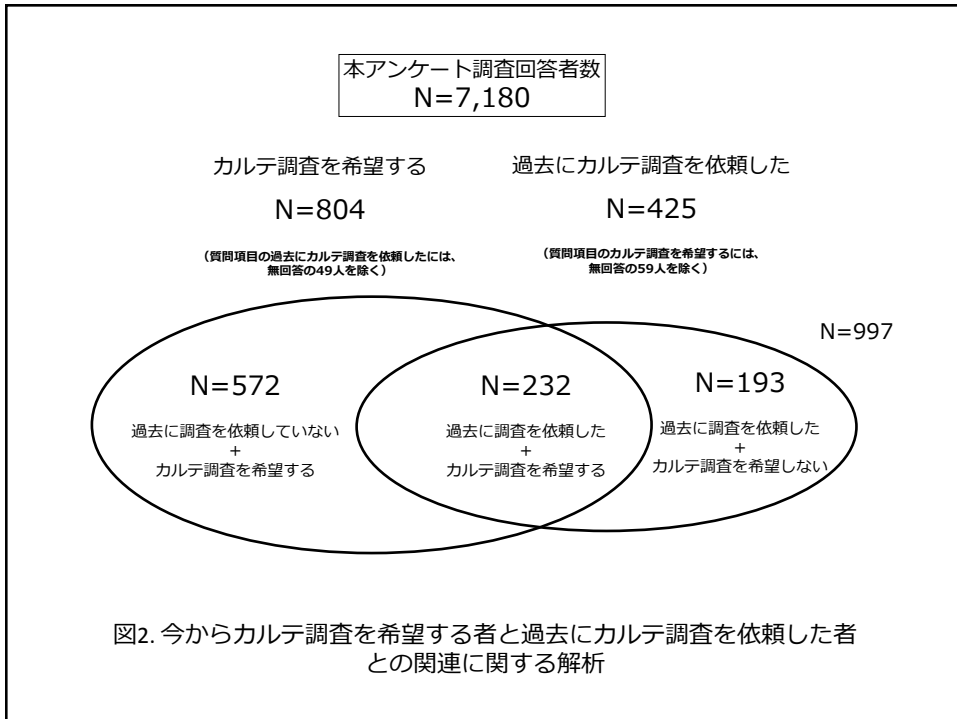 本アンケート調査回答者数
N=7,180
カルテ調査を希望する
N=804
(質問項目の過去にカルテ調査を依頼したには、
無回答の49人を除く)
過去にカルテ調査を依頼した
N=425
(質問項目のカルテ調査を希望するには、
無回答の59人を除く)
N=997
N=572
過去に調査を依頼していない
+
カルテ調査を希望する
N=232
過去に調査を依頼した
+
カルテ調査を希望する
N=193
過去に調査を依頼した
+
カルテ調査を希望しない
図2. 今からカルテ調査を希望する者と過去にカルテ調査を依頼した者
との関連に関する解析